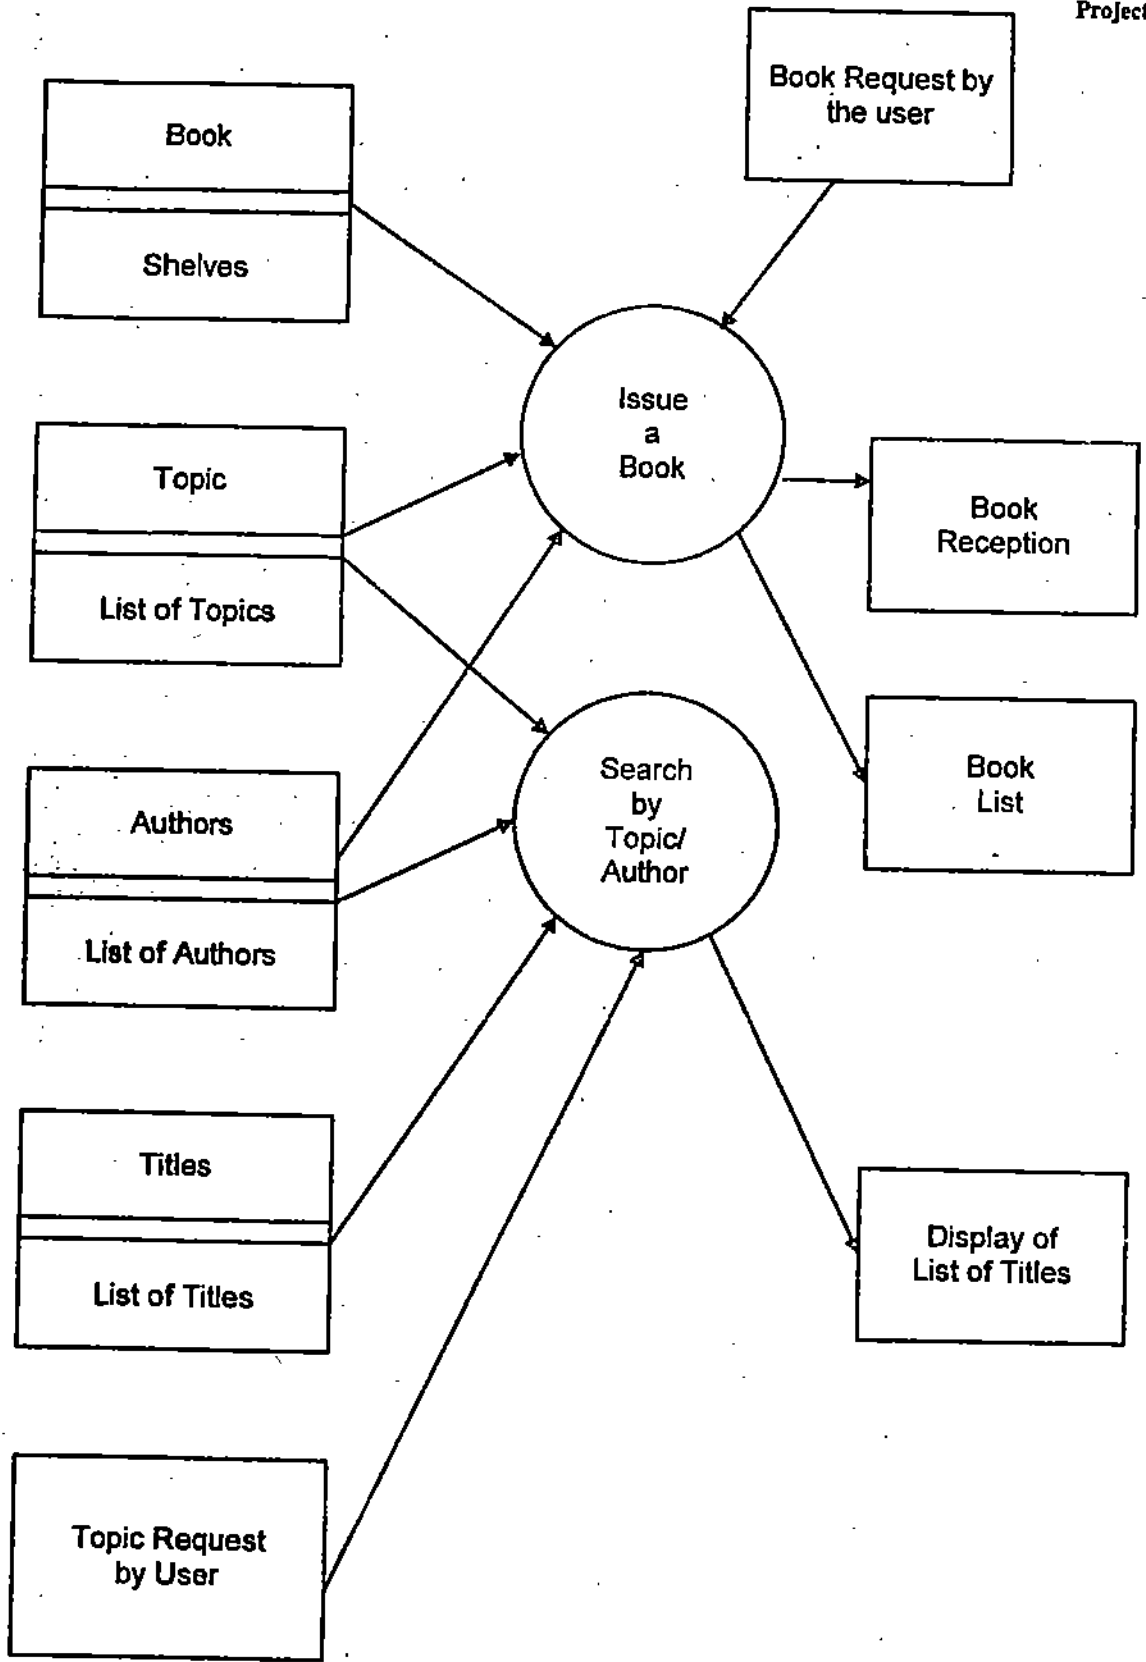 Project
Book Request by
the user
Book
Shelves
Issue
a
Book
Topic
List of Topics
Book
Reception
Search
by
Topic/
Author
Book
List
Authors
List of Authors
Titles
List of Titles
Display of
List of Titles
Topic Request
by User